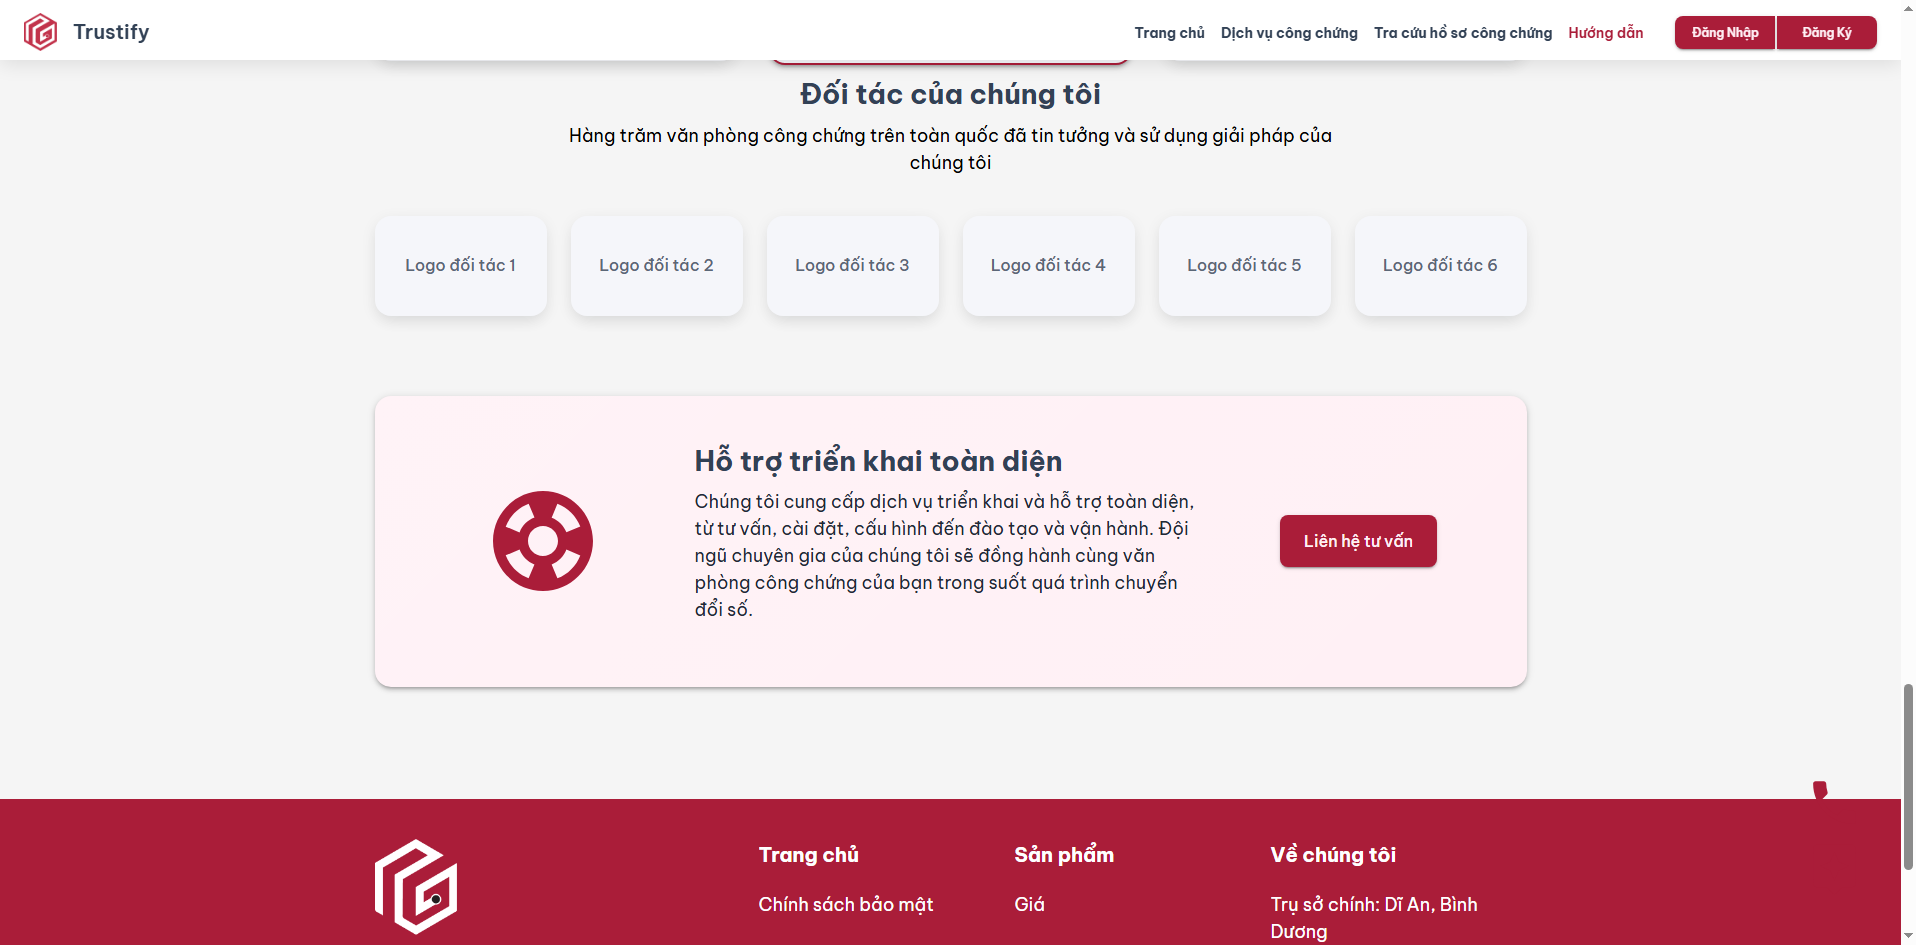 Trustify
Trang chủ
Dịch vụ công chứng
Tra cứu hồ sơ công chứng
Hướng dẫn
Đăng Nhập
Đăng Ký
Đối tác của chúng tôi
Hàng trăm văn phòng công chứng trên toàn quốc đã tin tưởng và sử dụng giải pháp của
chúng tôi
Logo đối tác 1
Logo đối tác 2
Logo đối tác 3
Logo đối tác 4
Logo đối tác 5
Logo đối tác 6
Hỗ trợ triển khai toàn diện
Chúng tôi cung cấp dịch vụ triển khai và hỗ trợ toàn diện,
từ tư vấn, cài đặt, cấu hình đến đào tạo và vận hành. Đội
ngũ chuyên gia của chúng tôi sẽ đồng hành cùng văn
phòng công chứng của bạn trong suốt quá trình chuyển
đổi số.
Liên hệ tư vấn
Trang chủ
Chính sách bảo mật
Sản phẩm
Giá
Về chúng tôi
Trụ sở chính: Dĩ An, Bình
Dương